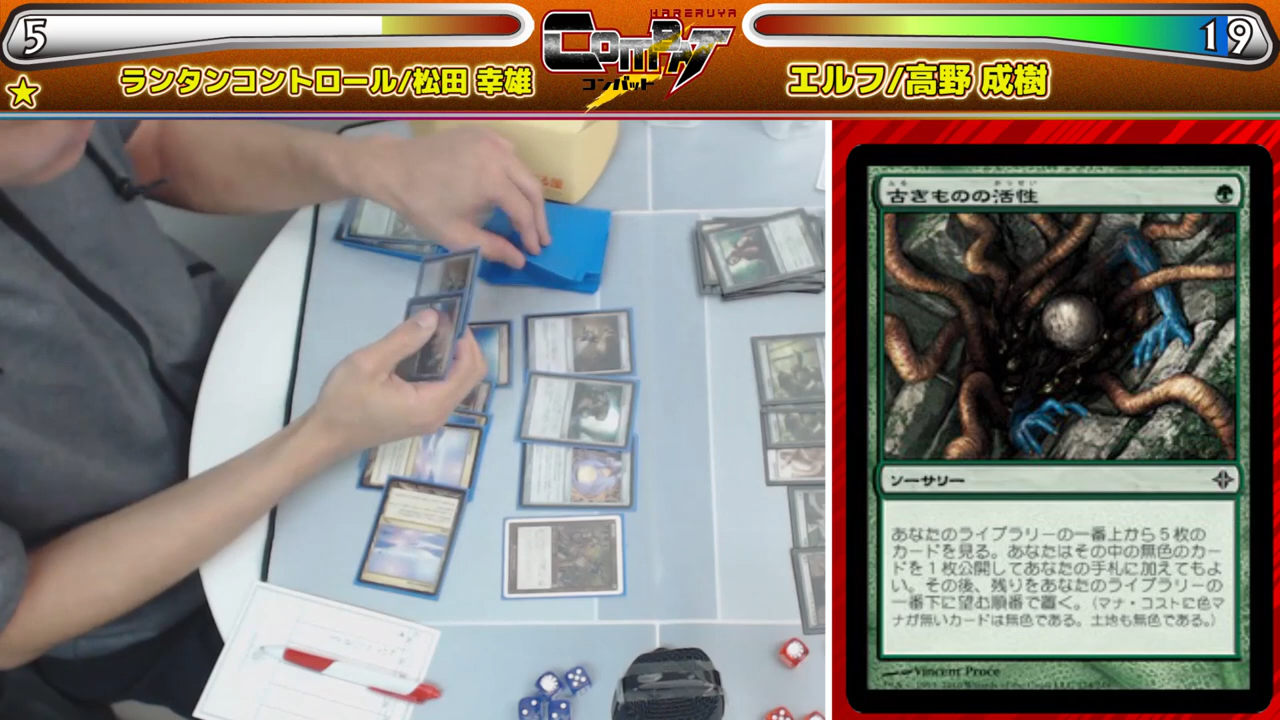 5
HARERUYA
COMBAT
コンバット
19
ランタンコントロール/松田 幸雄
エルフ/高野 成樹
古きものの活性
ソーサリー
あなたのライブラリーの一番上から5枚の
カードを見る。あなたはその中の無色のカー
ドを1枚公開してあなたの手札に加えてもよ
い。その後、残りをあなたのライブラリーの
一番下に望む順番で置く。(マナ・コストに色マ
ナが無いカードは無色である。土地も無色である。)
Vincent Proce